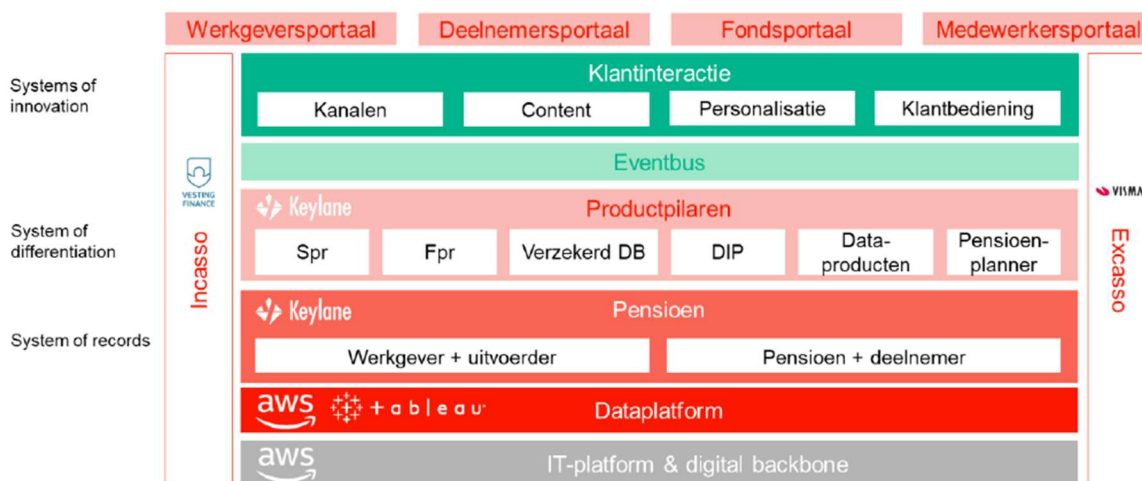 Werkgeversportaal
Deelnemersportaal
Fondsportaal
Medewerkersportaal
Systems of
innovation
Klantinteractie
Kanalen
Content
Personalisatie
Klantbediening
Eventbus
VESTING
FINANCE
Incasso
VISMA
Excasso
System of
differentiation
Keylane
Productpilaren
Spr
Fpr
Verzekerd DB
DIP
Data-
producten
Pensioen-
planner
System of records
Keylane
Pensioen
Werkgever + uitvoerder
Pensioen + deelnemer
aws
+ableau
Dataplatform
aws
IT-platform & digital backbone